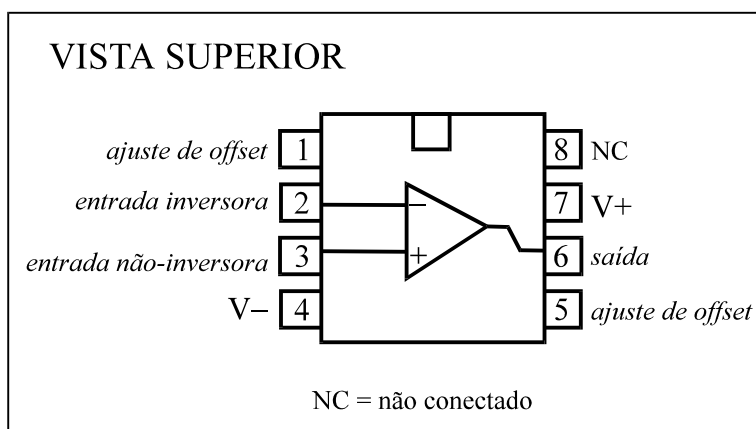 VISTA SUPERIOR
ajuste de offset 1
8 NC
entrada inversora 2
−
7 V+
entrada não-inversora 3
+
6 saída
V− 4
5 ajuste de offset
NC = não conectado